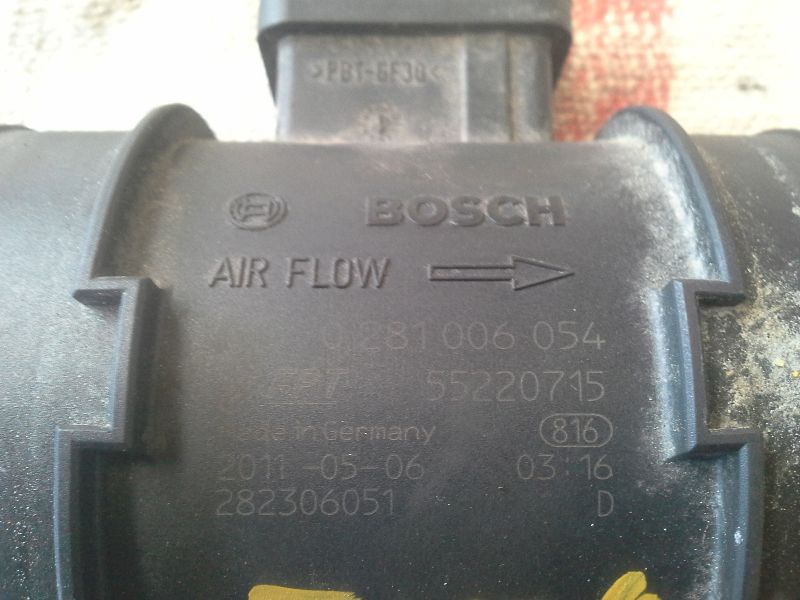 >PBT-GF30<
BOSCH
AIR FLOW
0 281 006 054
FPT 55220715
Made in Germany 816
2011-05-06 03:16
282306051 D